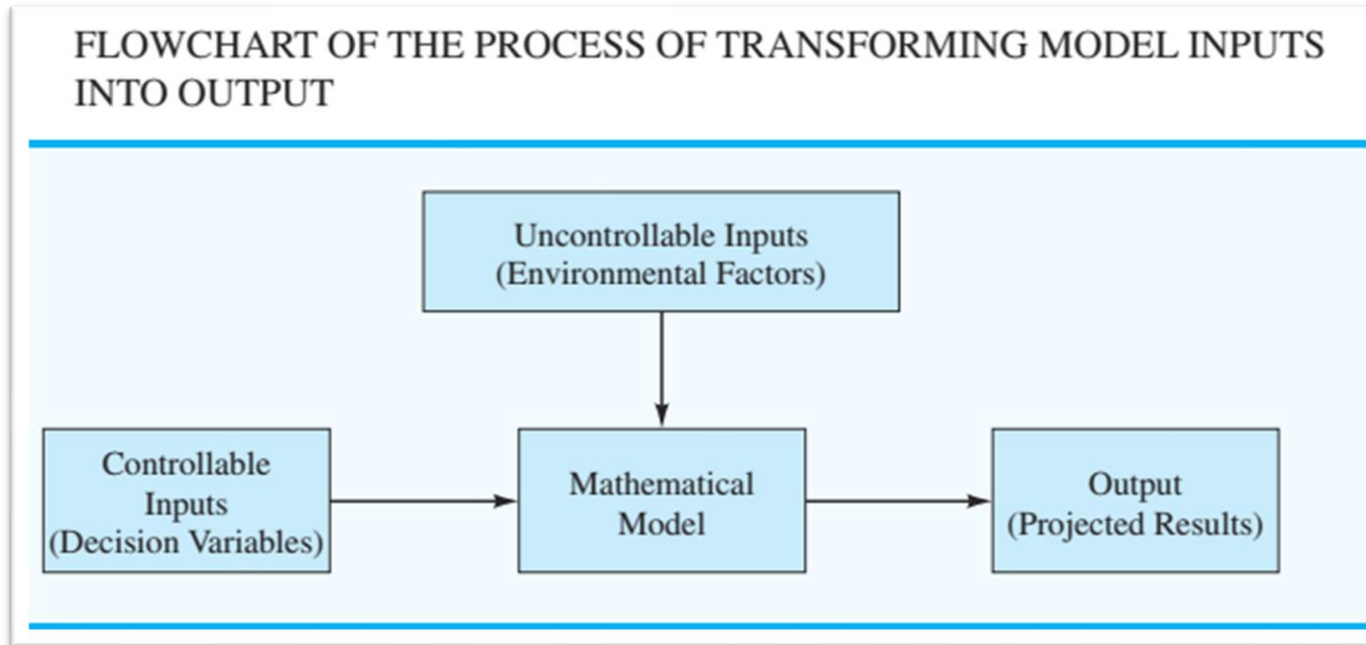 FLOWCHART OF THE PROCESS OF TRANSFORMING MODEL INPUTS
INTO OUTPUT
Uncontrollable Inputs
(Environmental Factors)
Controllable
Inputs
(Decision Variables)
Mathematical
Model
Output
(Projected Results)